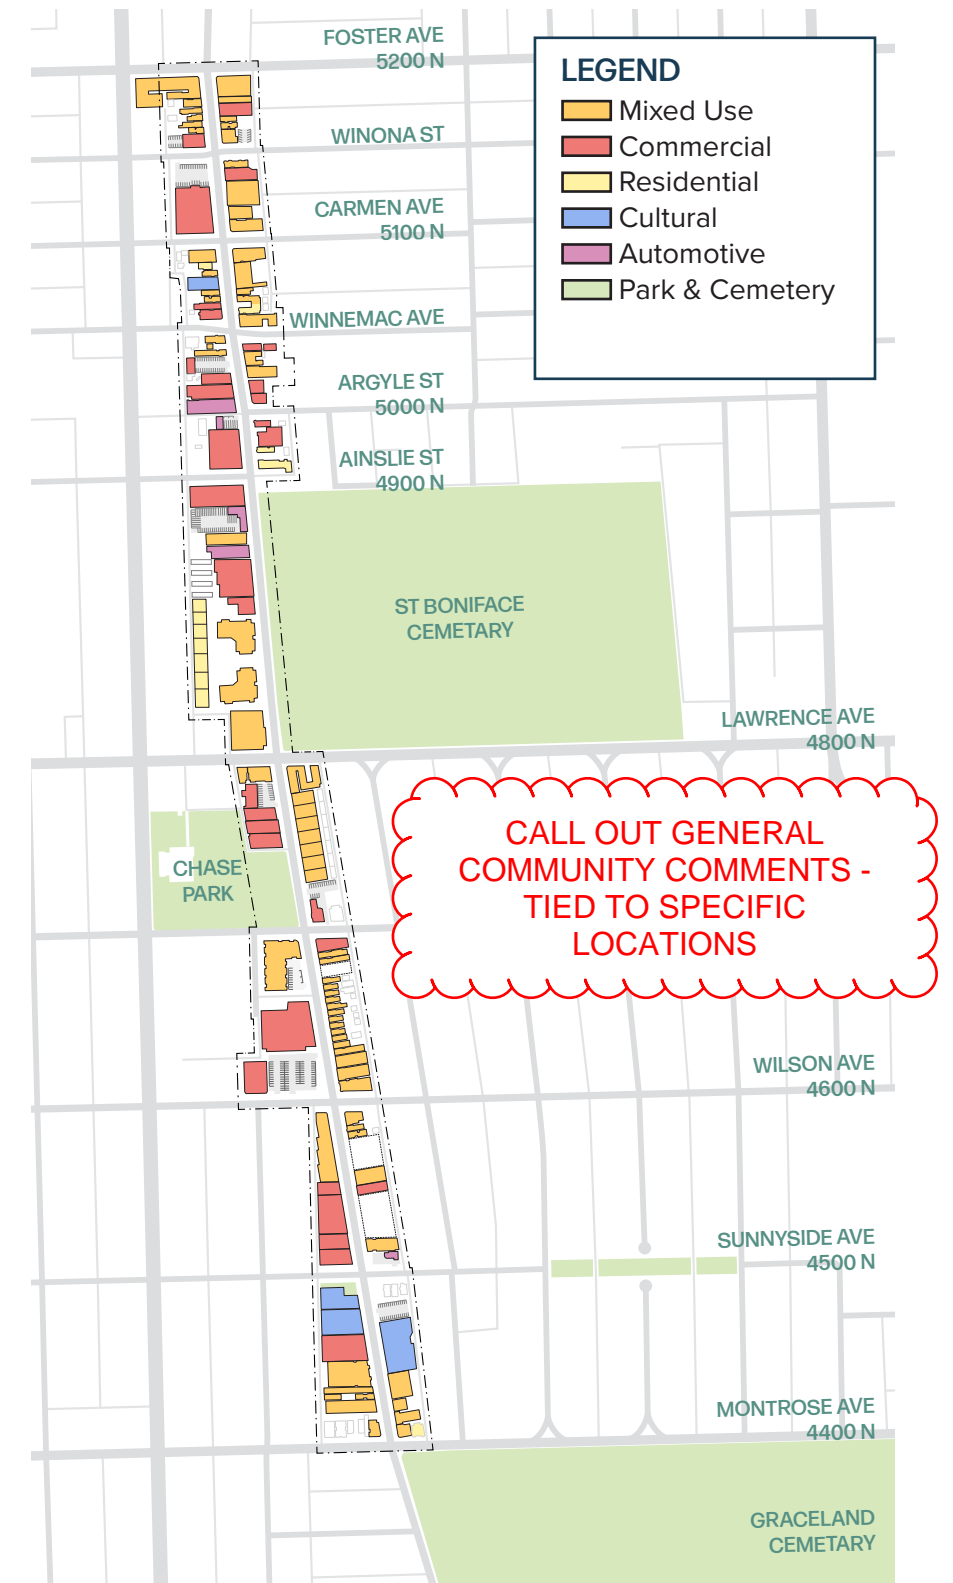 FOSTER AVE
5200 N
LEGEND
Mixed Use
Commercial
Residential
Cultural
Automotive
Park & Cemetery
WINONA ST
CARMEN AVE
5100 N
WINNEMAC AVE
ARGYLE ST
5000 N
AINSLIE ST
4900 N
ST BONIFACE
CEMETARY
LAWRENCE AVE
4800 N
CALL OUT GENERAL
COMMUNITY COMMENTS -
TIED TO SPECIFIC
LOCATIONS
CHASE
PARK
WILSON AVE
4600 N
SUNNYSIDE AVE
4500 N
MONTROSE AVE
4400 N
GRACELAND
CEMETARY